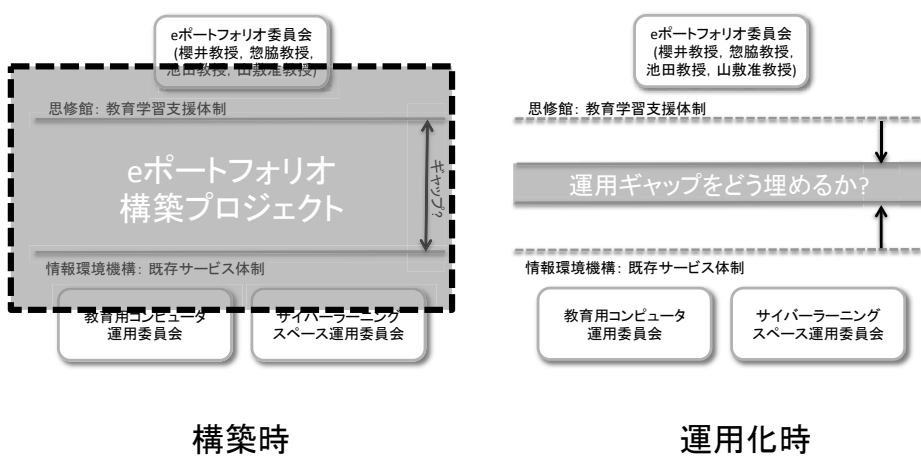 eポートフォリオ委員会
(櫻井教授, 惣脇教授,
池田教授, 山敷准教授)
思修館: 教育学習支援体制
eポートフォリオ
構築プロジェクト
ギャップ?
情報環境機構: 既存サービス体制
教育用コンピュータ
運用委員会
サイバーラーニング
スペース運用委員会
構築時
eポートフォリオ委員会
(櫻井教授, 惣脇教授,
池田教授, 山敷准教授)
思修館: 教育学習支援体制
運用ギャップをどう埋めるか?
情報環境機構: 既存サービス体制
教育用コンピュータ
運用委員会
サイバーラーニング
スペース運用委員会
運用化時